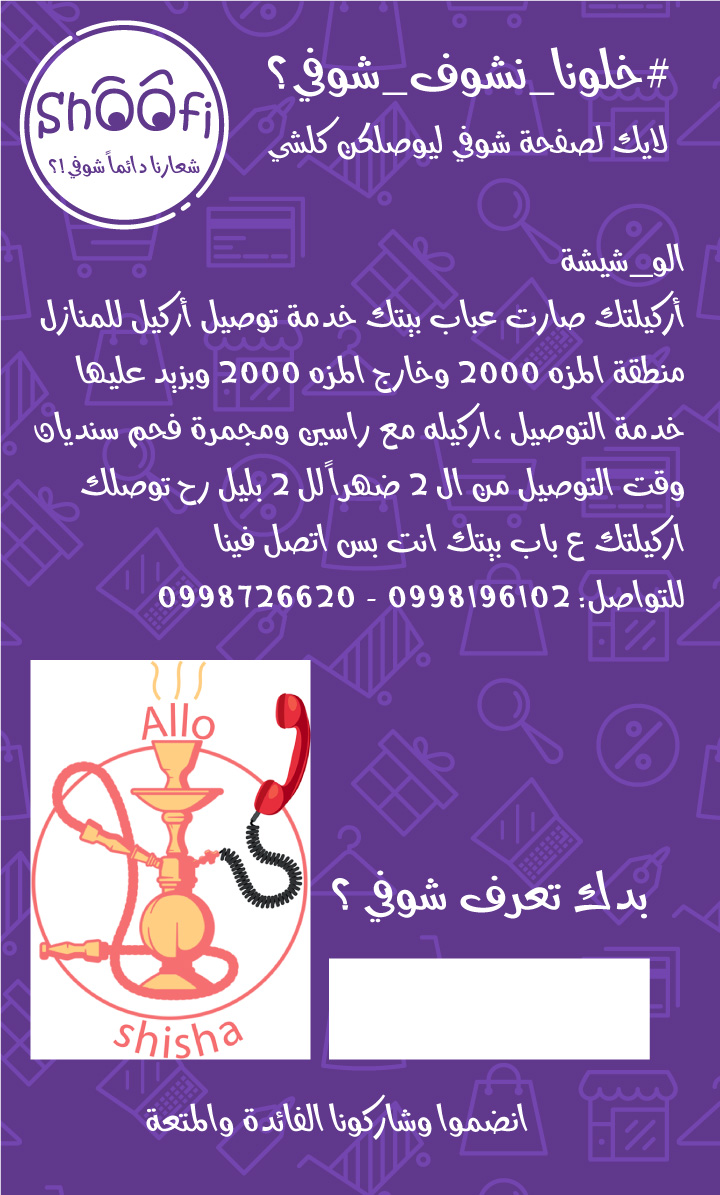 Shoofi
شعارنا دائماً شوفي!؟
#خلونا_نشوف_شوفي؟
لايك لصفحة شوفي ليوصلكن كلشي
الو_شيشة
أركيلتك صارت عباب بيتك خدمة توصيل أركيل للمنازل
منطقة المزه 2000 وخارج المزه 2000 وبزيد عليها
خدمة التوصيل ،اركيله مع راسين ومجمرة فحم سنديان
وقت التوصيل من ال 2 ضهراً لل 2 بليل رح توصلك
اركيلتك ع باب بيتك انت بس اتصل فينا
للتواصل: 0998196102 - 0998726620
Allo
shisha
بدك تعرف شوفي ؟
انضموا وشاركونا الفائدة والمتعة